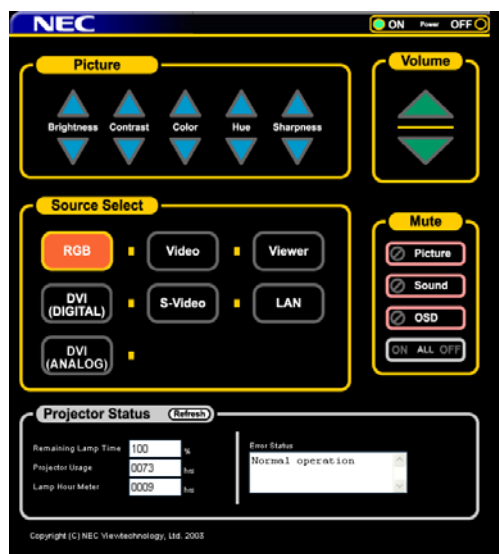 NEC
ON Power OFF
Picture
Brightness Contrast Color Hue Sharpness
Volume
Source Select
RGB Video Viewer
DVI (DIGITAL) S-Video LAN
DVI (ANALOG)
Mute
Picture
Sound
OSD
ON ALL OFF
Projector Status Refresh
Remaining Lamp Time 100 %
Projector Usage 0073 hrs
Lamp Hour Meter 0009 hrs
Error Status
Normal operation
Copyright (C) NEC Viewtechnology, Ltd. 2003